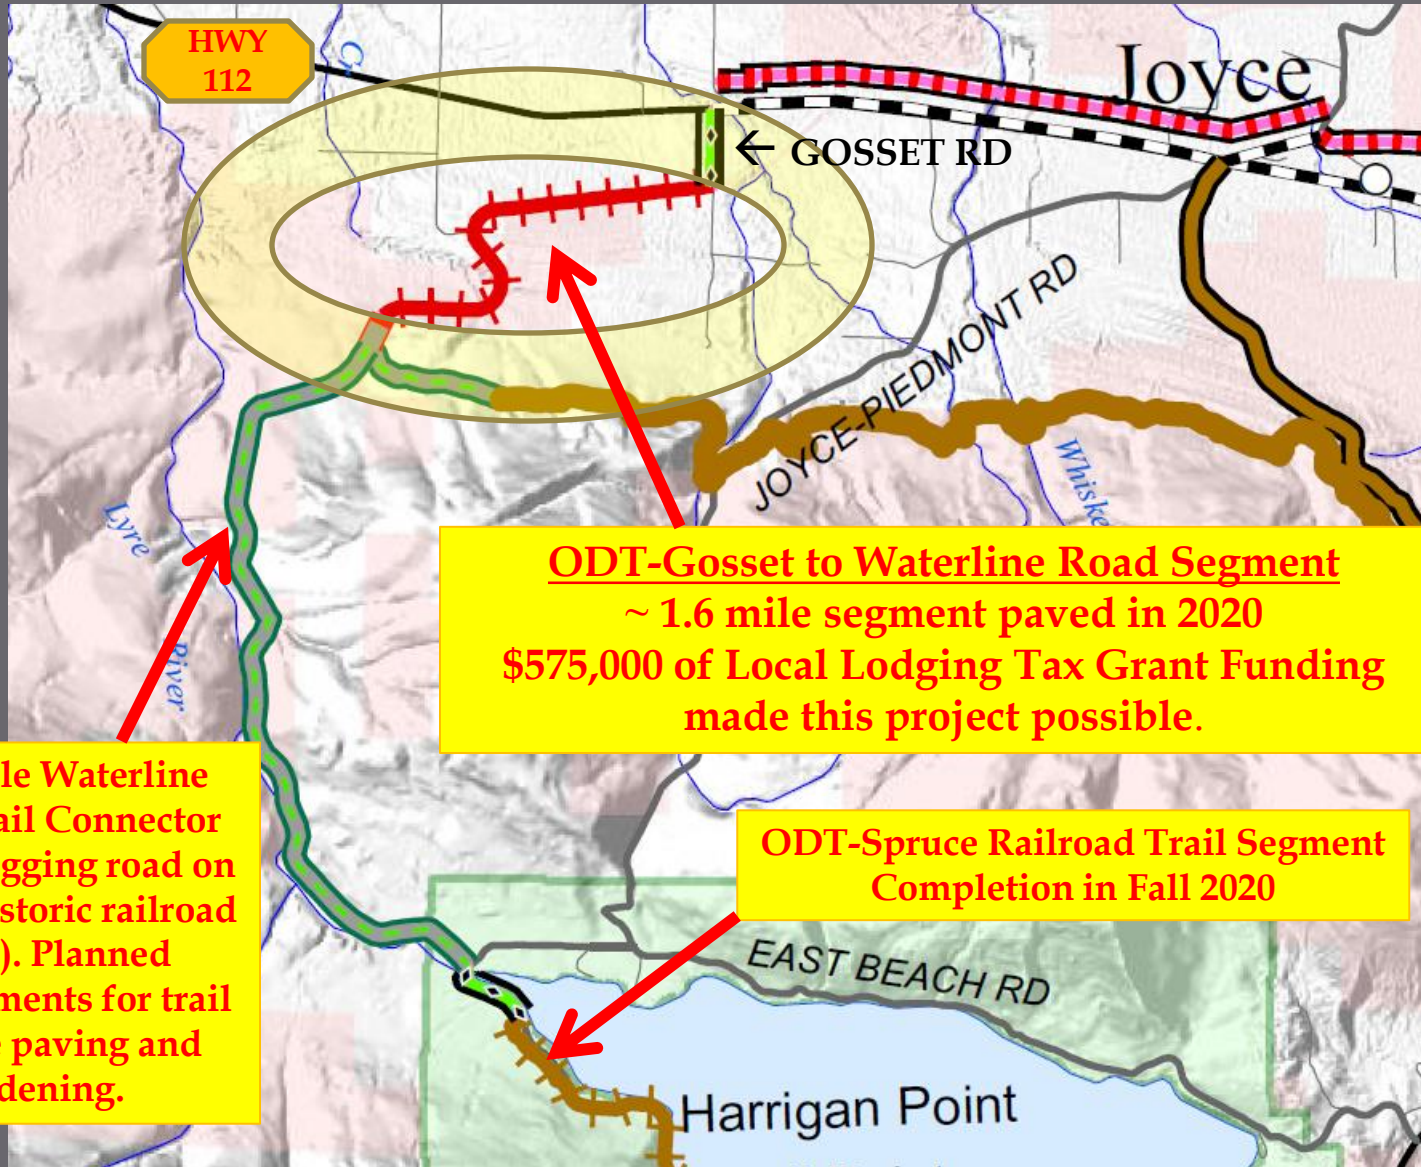 HWY
112
Cr
Joyce
← GOSSET RD
JOYCE-PIEDMONT RD
Whiske
Lyre
River
ODT-Gosset to Waterline Road Segment
~ 1.6 mile segment paved in 2020
$575,000 of Local Lodging Tax Grant Funding
made this project possible.
le Waterline
ail Connector
gging road on
storic railroad
). Planned
ments for trail
e paving and
dening.
ODT-Spruce Railroad Trail Segment
Completion in Fall 2020
EAST BEACH RD
Harrigan Point